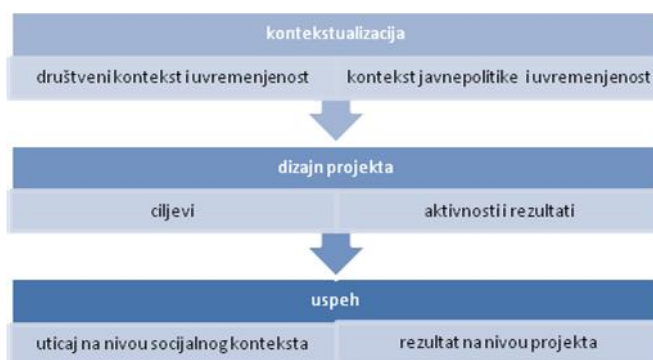 kontekstualizacija
društveni kontekst i uvremenjenost
kontekst javne politike i uvremenjenost
dizajn projekta
ciljevi
aktivnosti i rezultati
uspeh
uticaj na nivou socijalnog konteksta
rezultat na nivou projekta